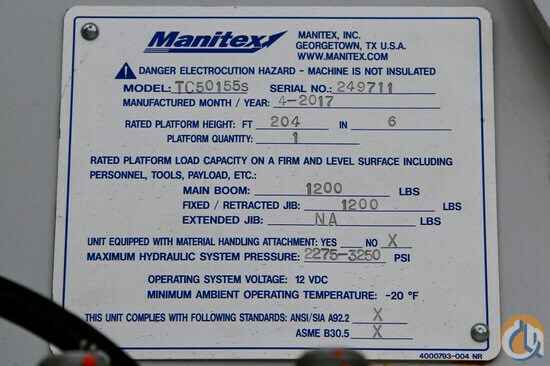 Manitex
MANITEX, INC.
GEORGETOWN, TX U.S.A.
WWW.MANITEX.COM
DANGER ELECTROCUTION HAZARD - MACHINE IS NOT INSULATED
MODEL: TC50155s SERIAL NO.: 249711
MANUFACTURED MONTH / YEAR: 4-2017
RATED PLATFORM HEIGHT: FT 204 IN 6
PLATFORM QUANTITY: 1
RATED PLATFORM LOAD CAPACITY ON A FIRM AND LEVEL SURFACE INCLUDING
PERSONNEL, TOOLS, PAYLOAD, ETC.:
MAIN BOOM: 1200 LBS
FIXED / RETRACTED JIB: 1200 LBS
EXTENDED JIB: NA LBS
UNIT EQUIPPED WITH MATERIAL HANDLING ATTACHMENT: YES NO X
MAXIMUM HYDRAULIC SYSTEM PRESSURE: 2275-3250 PSI
OPERATING SYSTEM VOLTAGE: 12 VDC
MINIMUM AMBIENT OPERATING TEMPERATURE: -20 °F
THIS UNIT COMPLIES WITH FOLLOWING STANDARDS: ANSI/SIA A92.2 X
ASME B30.5 X
4000793-004 NR